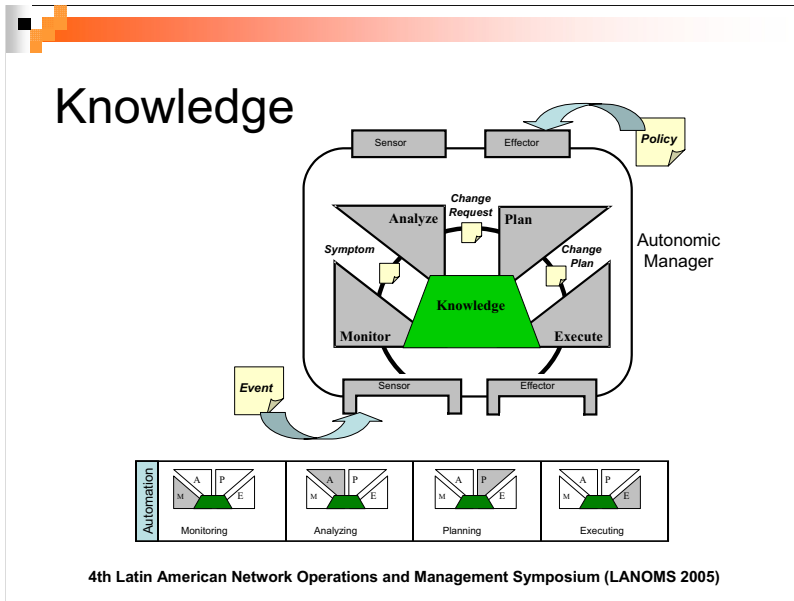 Knowledge
Sensor
Effector
Policy
Change
Request
Analyze
Plan
Symptom
Change
Plan
Autonomic
Manager
Knowledge
Monitor
Execute
Event
Sensor
Effector
Automation
A P
M E
Monitoring
A P
M E
Analyzing
A P
M E
Planning
A P
M E
Executing
4th Latin American Network Operations and Management Symposium (LANOMS 2005)